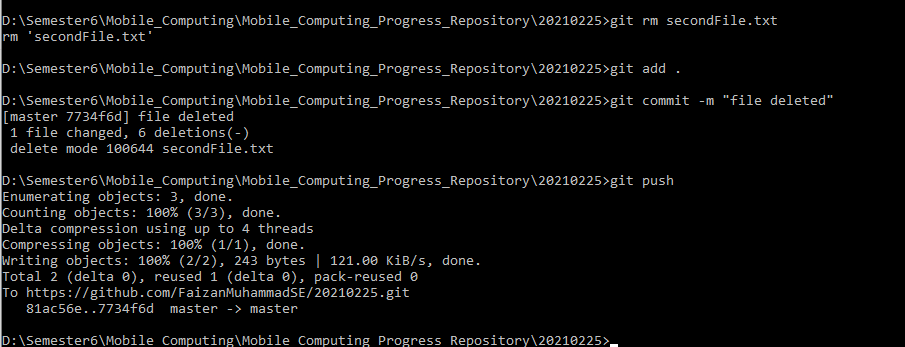 D:\Semester6\Mobile_Computing\Mobile_Computing_Progress_Repository\20210225>git rm secondFile.txt
rm 'secondFile.txt'
D:\Semester6\Mobile_Computing\Mobile_Computing_Progress_Repository\20210225>git add .
D:\Semester6\Mobile_Computing\Mobile_Computing_Progress_Repository\20210225>git commit -m "file deleted"
[master 7734f6d] file deleted
 1 file changed, 6 deletions(-)
 delete mode 100644 secondFile.txt
D:\Semester6\Mobile_Computing\Mobile_Computing_Progress_Repository\20210225>git push
Enumerating objects: 3, done.
Counting objects: 100% (3/3), done.
Delta compression using up to 4 threads
Compressing objects: 100% (1/1), done.
Writing objects: 100% (2/2), 243 bytes | 121.00 KiB/s, done.
Total 2 (delta 0), reused 1 (delta 0), pack-reused 0
To https://github.com/FaizanMuhammadSE/20210225.git
   81ac56e..7734f6d  master -> master
D:\Semester6\Mobile_Computing\Mobile_Computing_Progress_Repository\20210225>